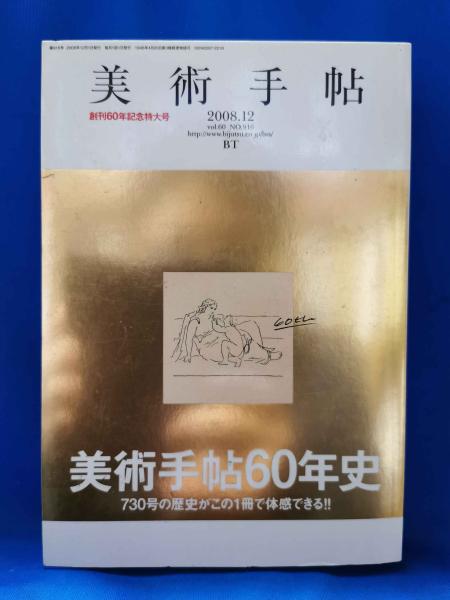 美術手帖
創刊60年記念特大号
2008.12
vol.60 NO.916
http://www.bijutsu.co.jp/bss/
BT
60th
美術手帖60年史
730号の歴史がこの1冊で体感できる!!